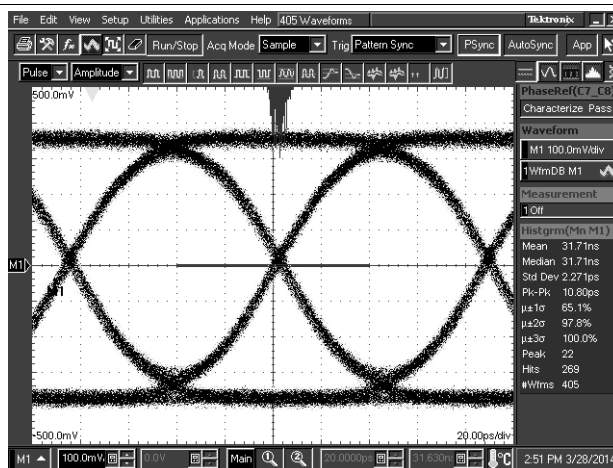 File Edit View Setup Utilities Applications Help 405 Waveforms Tektronix
Run/Stop Acq Mode Sample Trig Pattern Sync PSync AutoSync App
Pulse Amplitude
500.0mV
PhaseRef(C7_C8)
Characterize Pass
Waveform
M1 100.0mV/div
1 WfmDB M1
Measurement
1 Off
Histgrm(Mn M1)
Mean 31.71ns
Median 31.71ns
Std Dev 2.271ps
Pk-Pk 10.80ps
μ±1σ 65.1%
μ±2σ 97.8%
μ±3σ 100.0%
Peak 22
Hits 269
#Wfms 405
M1
-500.0mV 20.00ps/div
M1 100.0mV 0.0V Main 20.0000ps 31.630ns °C 2:51 PM 3/28/2014